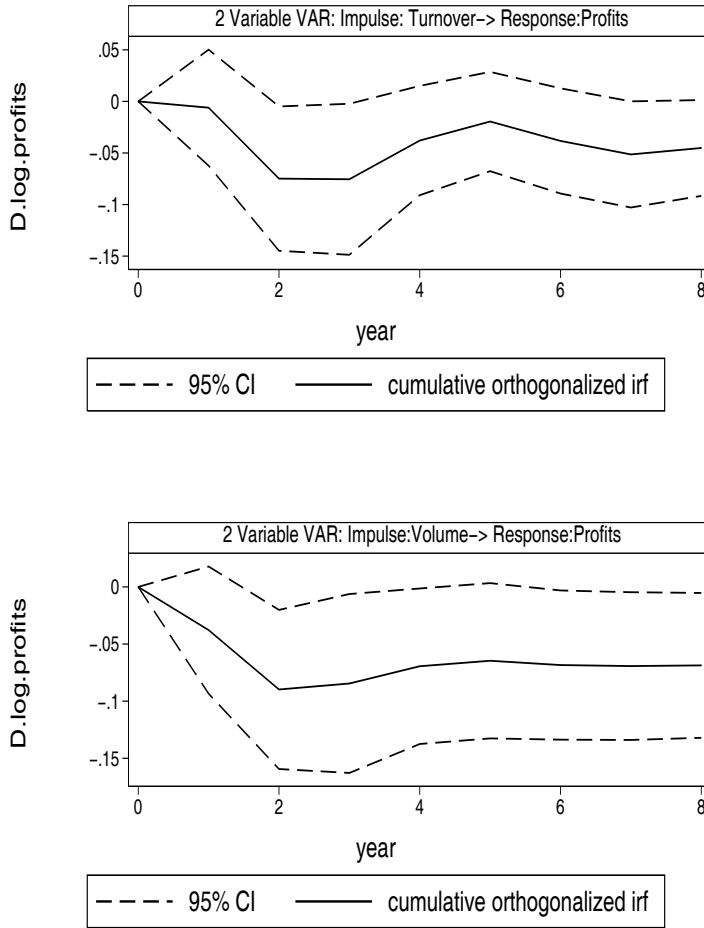 2 Variable VAR: Impulse: Turnover-> Response:Profits
D.log.profits
.05
0
-.05
-.1
-.15
0 2 4 6 8
year
95% CI cumulative orthogonalized irf
2 Variable VAR: Impulse:Volume-> Response:Profits
D.log.profits
0
-.05
-.1
-.15
0 2 4 6 8
year
95% CI cumulative orthogonalized irf